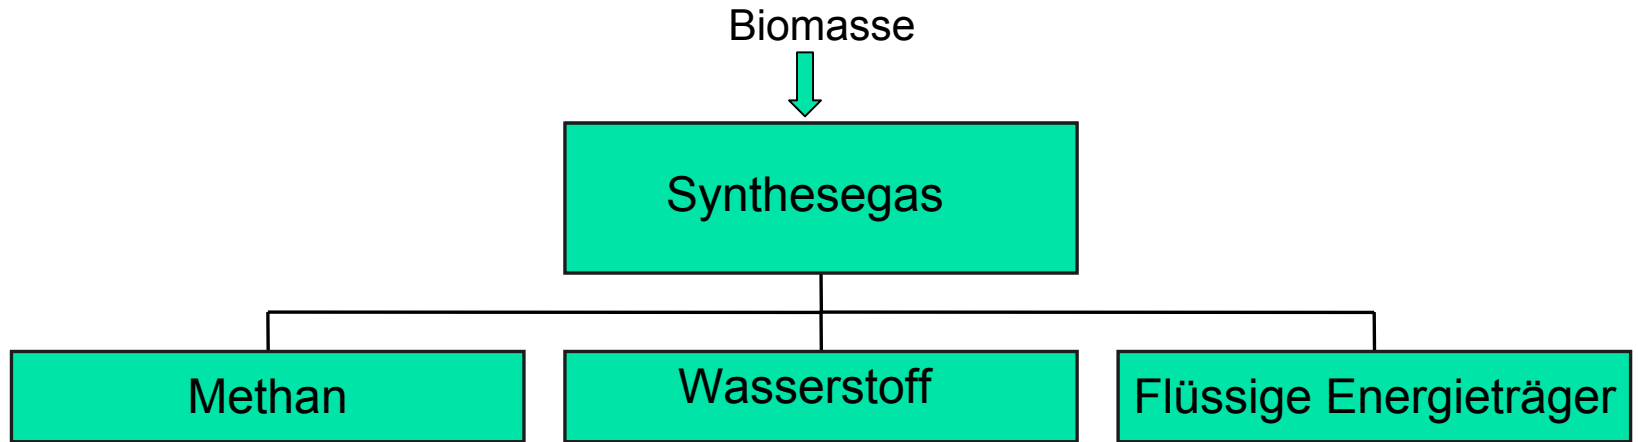 Biomasse
Synthesegas
Methan
Wasserstoff
Flüssige Energieträger